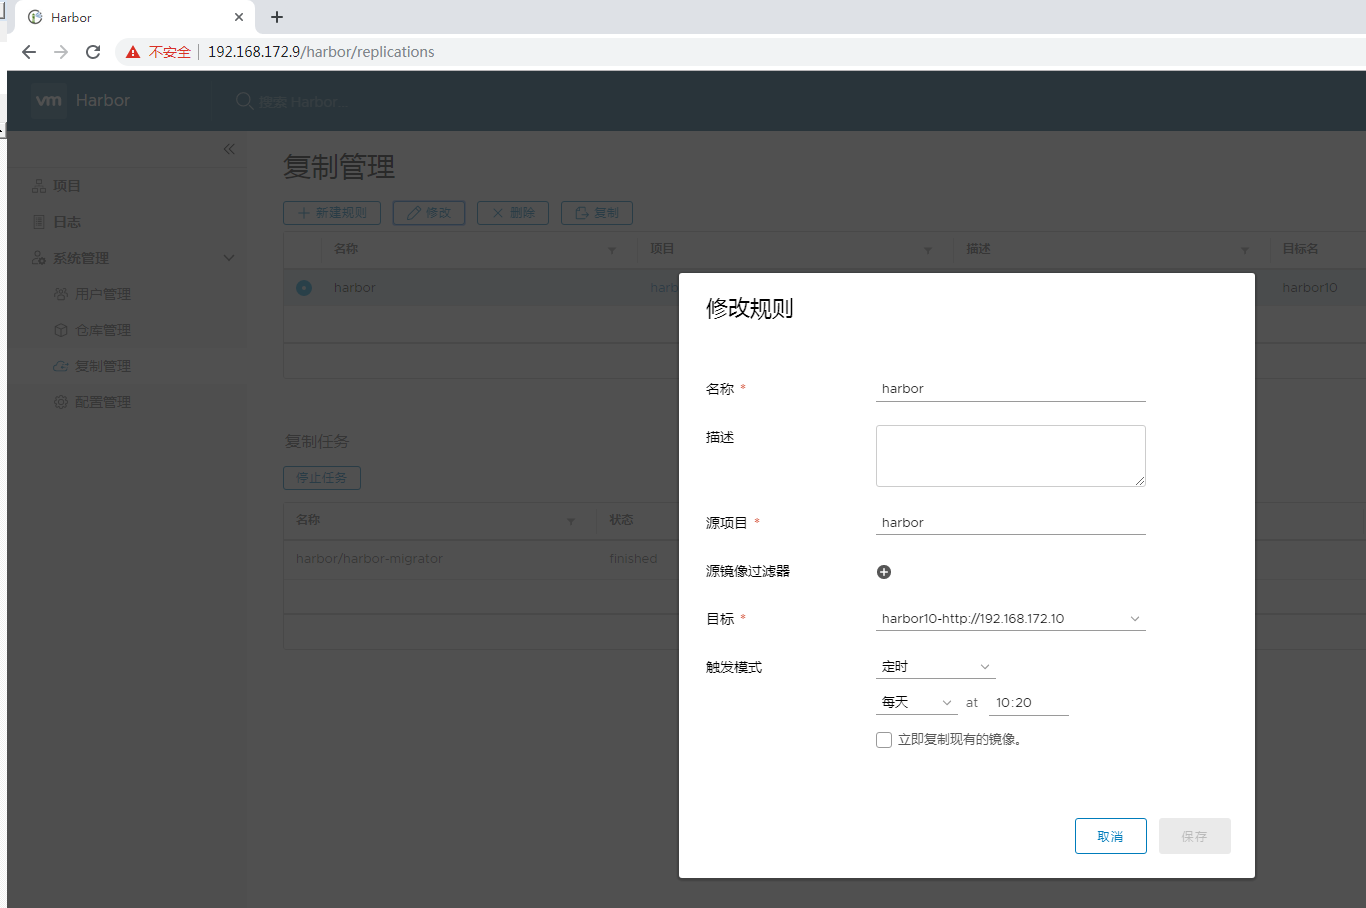 Harbor
不安全 192.168.172.9/harbor/replications
vm Harbor 搜索 Harbor...
复制管理
项目
日志
系统管理
用户管理
仓库管理
复制管理
配置管理
新建规则 修改 删除 复制
名称 项目 描述 目标名
harbor harb harbor10
复制任务
停止任务
名称 状态
harbor/harbor-migrator finished
修改规则
名称 * harbor
描述
源项目 * harbor
源镜像过滤器
目标 * harbor10-http://192.168.172.10
触发模式 定时
每天 at 10:20
立即复制现有的镜像。
取消 保存